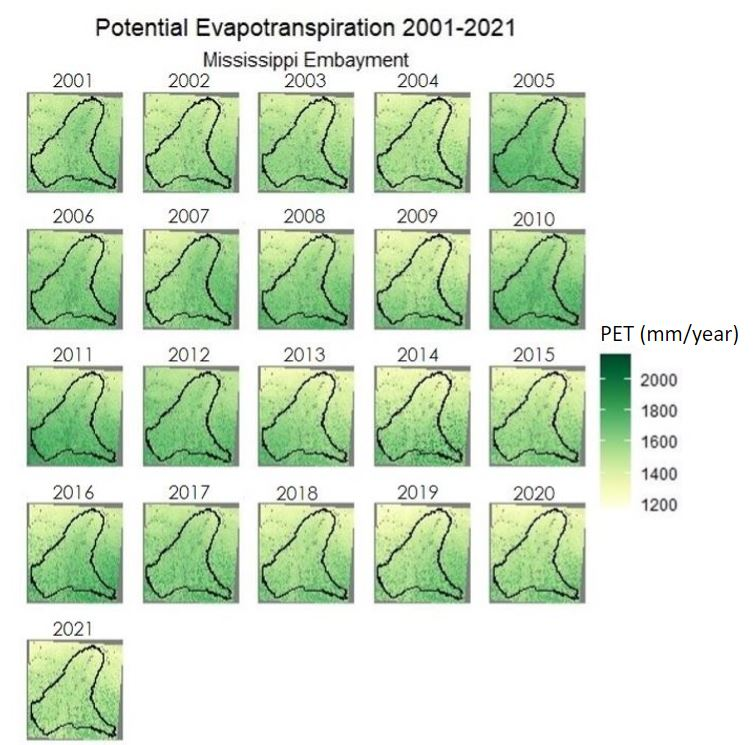 Potential Evapotranspiration 2001-2021
Mississippi Embayment
2001 2002 2003 2004 2005
2006 2007 2008 2009 2010
2011 2012 2013 2014 2015
2016 2017 2018 2019 2020
2021
PET (mm/year)
2000
1800
1600
1400
1200